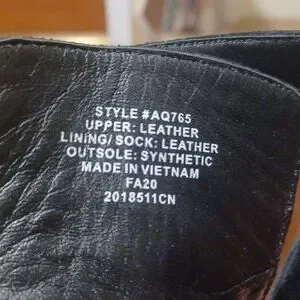 STYLE #AQ765
UPPER: LEATHER
LINING/ SOCK: LEATHER
OUTSOLE: SYNTHETIC
MADE IN VIETNAM
FA20
2018511CN